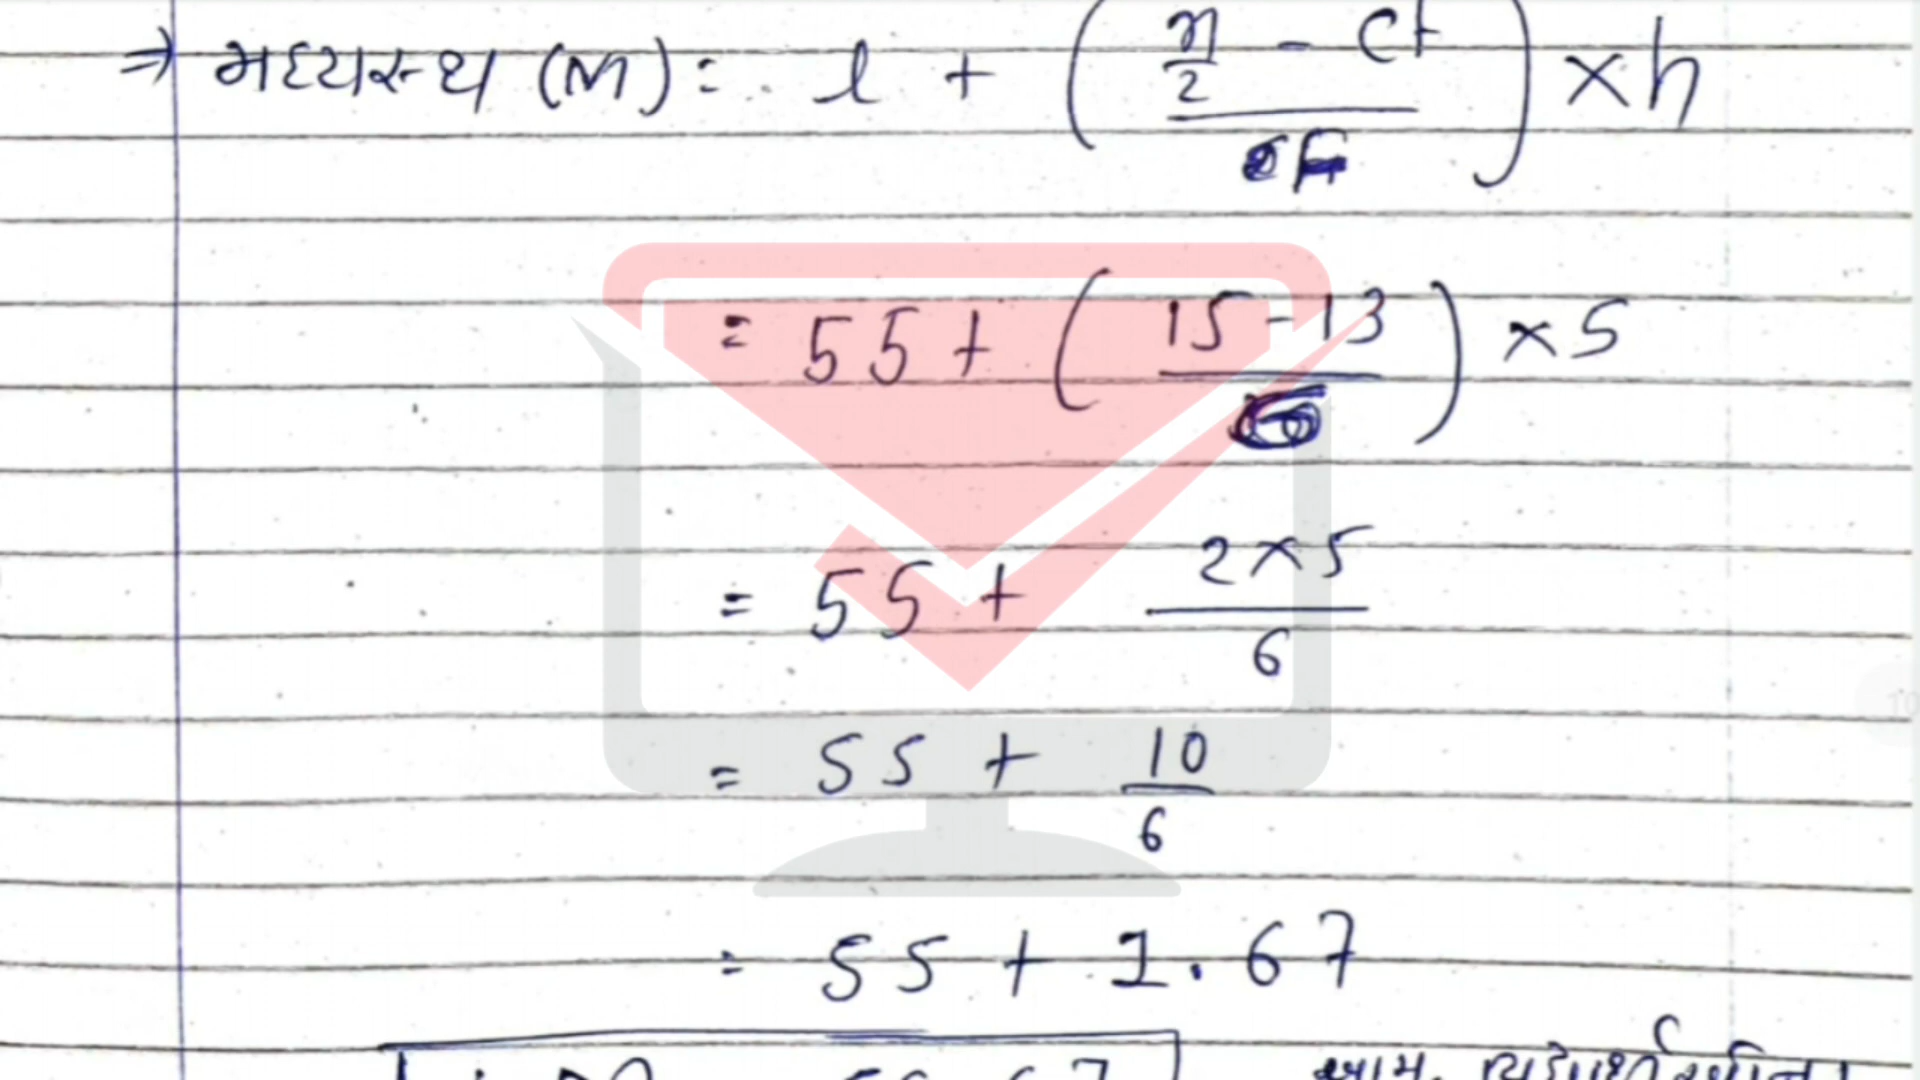 ⇒ મધ્યસ્થ (M) = l + ( (n/2 - cf) / f ) × h
= 55 + ( (15 - 13) / 6 ) × 5
= 55 + (2 × 5) / 6
= 55 + 10/6
= 55 + 1.67